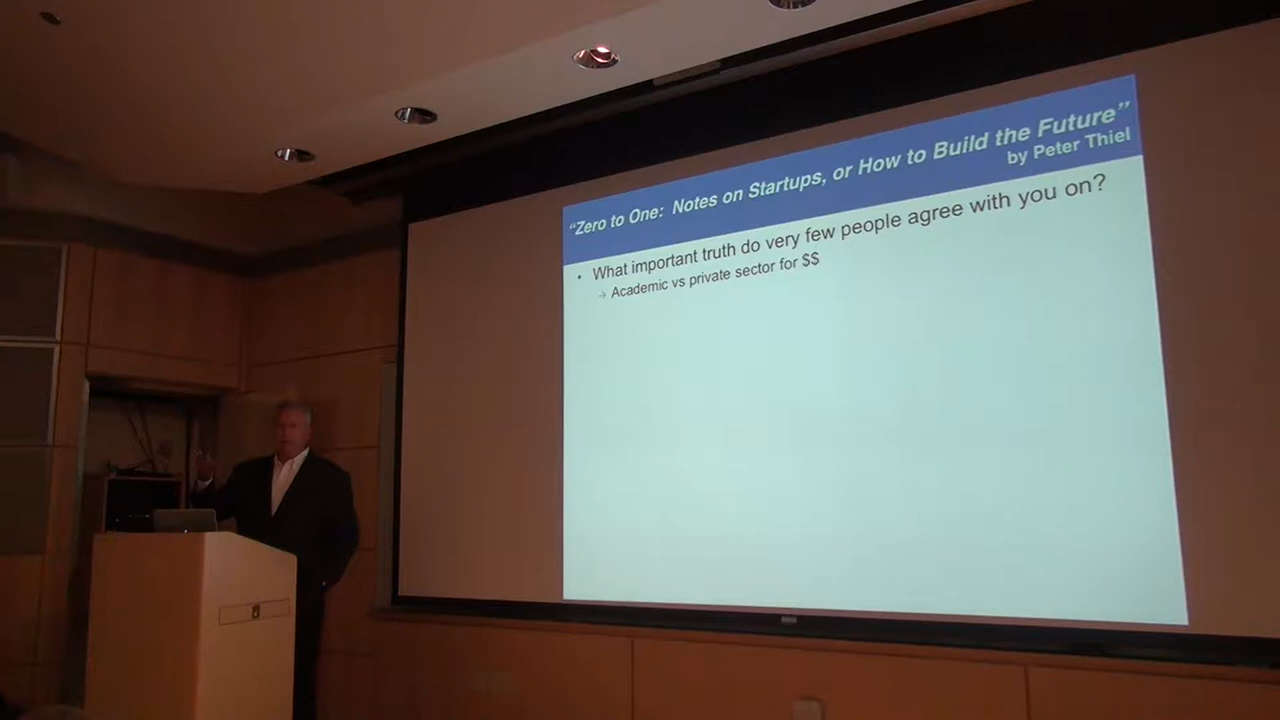 “Zero to One: Notes on Startups, or How to Build the Future”
by Peter Thiel
• What important truth do very few people agree with you on?
→ Academic vs private sector for $$